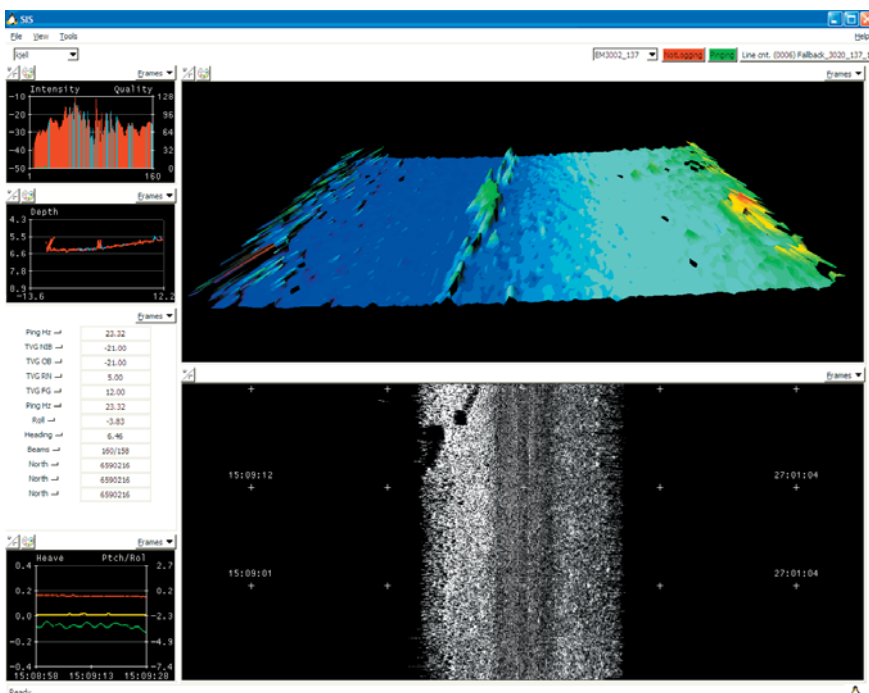 SIS
File View Tools Help
kjell EM3002_137 NotLogging Pinging Line cnt. (0006) Fallback_3020_137_1
Frames
Frames
Intensity Quality
-10 128
-20 96
-30 64
-40 32
-50 0
1 160
Frames
Depth
4.3
5.5
6.6
7.8
8.9
-13.6 12.2
Frames
Ping Hz 23.32
TVG NIB -21.00
TVG OB -21.00
TVG RN 5.00
TVG FG 12.00
Ping Hz 23.32
Roll -3.83
Heading 6.46
Beams 160/158
North 6590216
North 6590216
North 6590216
Frames
15:09:12 27:01:04
15:09:01 27:01:04
Frames
Heave Ptch/Rol
0.4 2.7
0.2 0.2
0.0 -2.3
-0.2 -4.9
-0.4 -7.4
15:08:58 15:09:13 15:09:28
Ready